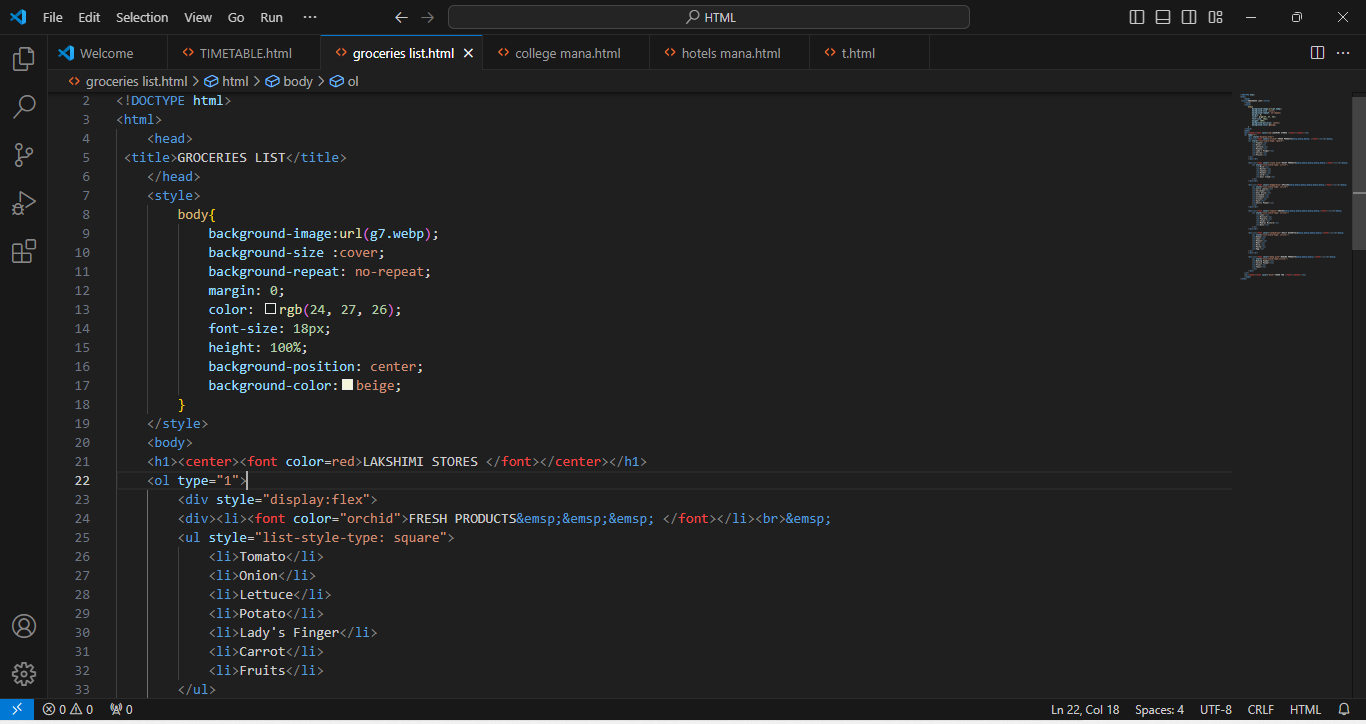 File Edit Selection View Go Run ··· HTML
Welcome TIMETABLE.html groceries list.html college mana.html hotels mana.html t.html
groceries list.html > html > body > ol
2 <!DOCTYPE html>
3 <html>
4 <head>
5 <title>GROCERIES LIST</title>
6 </head>
7 <style>
8 body{
9 background-image:url(g7.webp);
10 background-size :cover;
11 background-repeat: no-repeat;
12 margin: 0;
13 color: rgb(24, 27, 26);
14 font-size: 18px;
15 height: 100%;
16 background-position: center;
17 background-color: beige;
18 }
19 </style>
20 <body>
21 <h1><center><font color=red>LAKSHIMI STORES </font></center></h1>
22 <ol type="1">
23 <div style="display:flex">
24 <div><li><font color="orchid">FRESH PRODUCTS&emsp;&emsp;&emsp; </font></li><br>&emsp;
25 <ul style="list-style-type: square">
26 <li>Tomato</li>
27 <li>Onion</li>
28 <li>Lettuce</li>
29 <li>Potato</li>
30 <li>Lady's Finger</li>
31 <li>Carrot</li>
32 <li>Fruits</li>
33 </ul>
0 0 0 Ln 22, Col 18 Spaces: 4 UTF-8 CRLF HTML